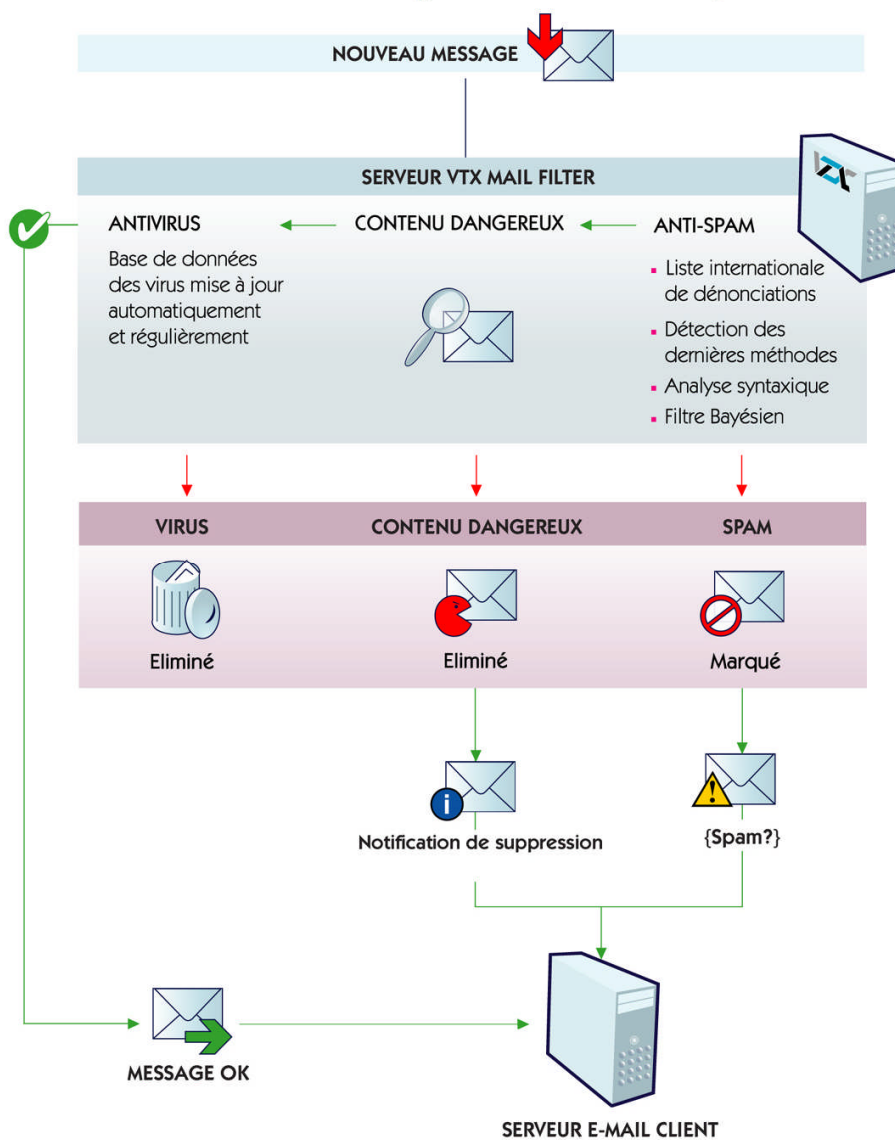 NOUVEAU MESSAGE
SERVEUR VTX MAIL FILTER
ANTIVIRUS
Base de données
des virus mise à jour
automatiquement
et régulièrement
CONTENU DANGEREUX
ANTI-SPAM
▪ Liste internationale
de dénonciations
▪ Détection des
dernières méthodes
▪ Analyse syntaxique
▪ Filtre Bayésien
VIRUS
CONTENU DANGEREUX
SPAM
Eliminé
Eliminé
Marqué
i
!
Notification de suppression
{Spam?}
MESSAGE OK
SERVEUR E-MAIL CLIENT